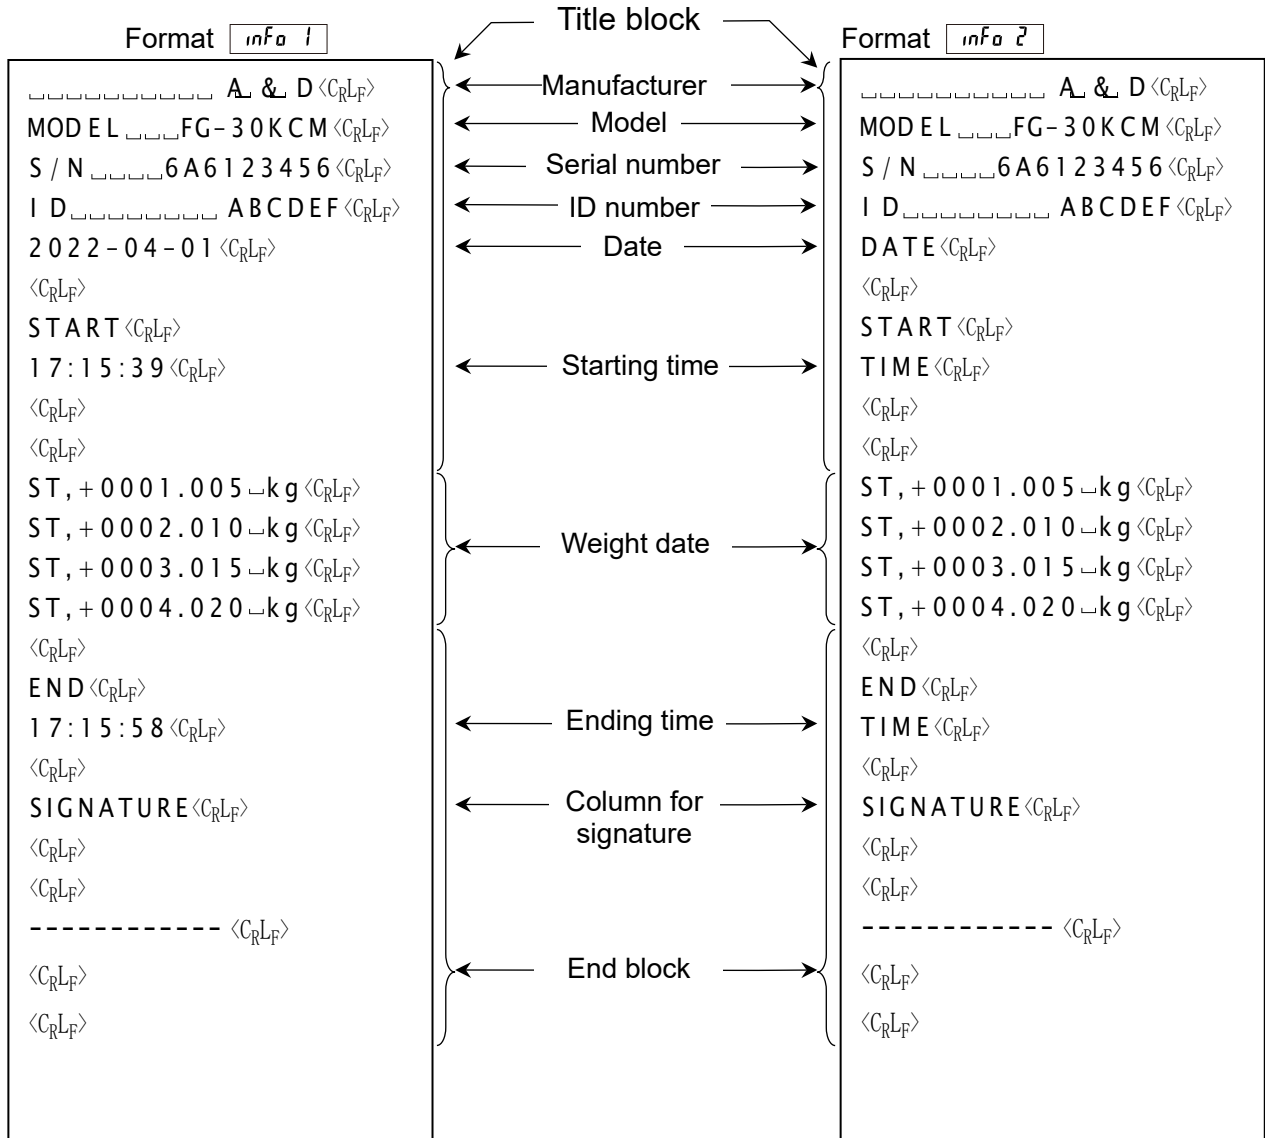 Title block
Format info 1
Format info 2
␣␣␣␣␣␣␣␣␣␣ A␣&␣D〈CRLF〉 Manufacturer ␣␣␣␣␣␣␣␣␣␣ A␣&␣D〈CRLF〉
MODEL␣␣␣FG-30KCM〈CRLF〉 Model MODEL␣␣␣FG-30KCM〈CRLF〉
S/N␣␣␣␣6A6123456〈CRLF〉 Serial number S/N␣␣␣␣6A6123456〈CRLF〉
ID␣␣␣␣␣␣␣␣ABCDEF〈CRLF〉 ID number ID␣␣␣␣␣␣␣␣ABCDEF〈CRLF〉
2022-04-01〈CRLF〉 Date DATE〈CRLF〉
〈CRLF〉 〈CRLF〉
START〈CRLF〉 START〈CRLF〉
17:15:39〈CRLF〉 Starting time TIME〈CRLF〉
〈CRLF〉 〈CRLF〉
〈CRLF〉 〈CRLF〉
ST,+0001.005␣kg〈CRLF〉 ST,+0001.005␣kg〈CRLF〉
ST,+0002.010␣kg〈CRLF〉 Weight date ST,+0002.010␣kg〈CRLF〉
ST,+0003.015␣kg〈CRLF〉 ST,+0003.015␣kg〈CRLF〉
ST,+0004.020␣kg〈CRLF〉 ST,+0004.020␣kg〈CRLF〉
〈CRLF〉 〈CRLF〉
END〈CRLF〉 END〈CRLF〉
17:15:58〈CRLF〉 Ending time TIME〈CRLF〉
〈CRLF〉 〈CRLF〉
SIGNATURE〈CRLF〉 Column for SIGNATURE〈CRLF〉
signature
〈CRLF〉 〈CRLF〉
〈CRLF〉 〈CRLF〉
------------ 〈CRLF〉 ------------ 〈CRLF〉
〈CRLF〉 End block 〈CRLF〉
〈CRLF〉 〈CRLF〉